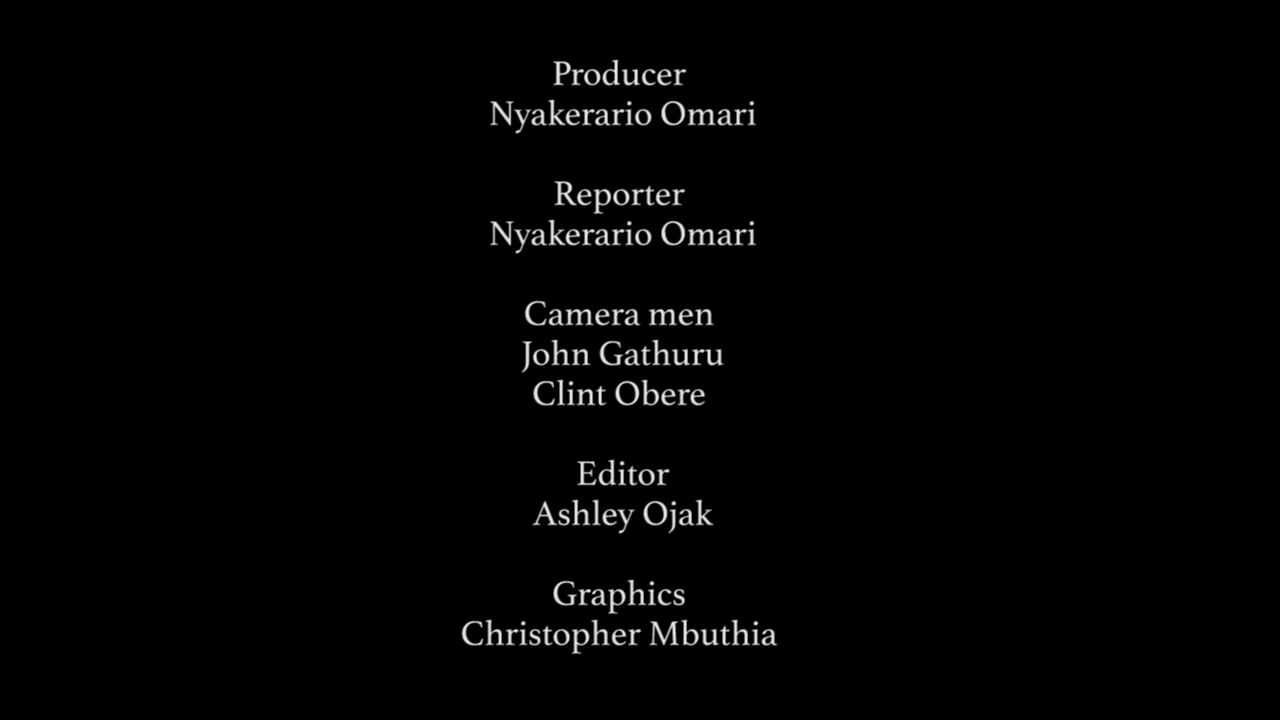 Producer
Nyakerario Omari
Reporter
Nyakerario Omari
Camera men
John Gathuru
Clint Obere
Editor
Ashley Ojak
Graphics
Christopher Mbuthia